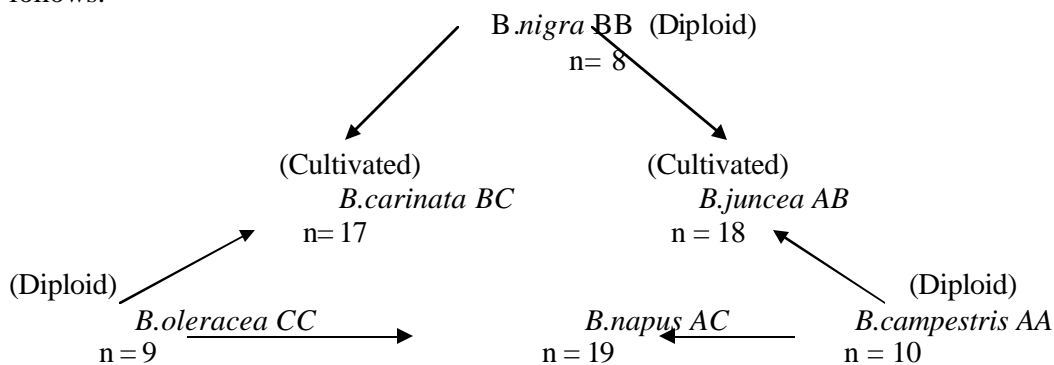 follows:
B.nigra BB (Diploid)
n= 8
(Cultivated) (Cultivated)
B.carinata BC B.juncea AB
n= 17 n = 18
(Diploid) (Diploid)
B.oleracea CC B.napus AC B.campestris AA
n = 9 n = 19 n = 10